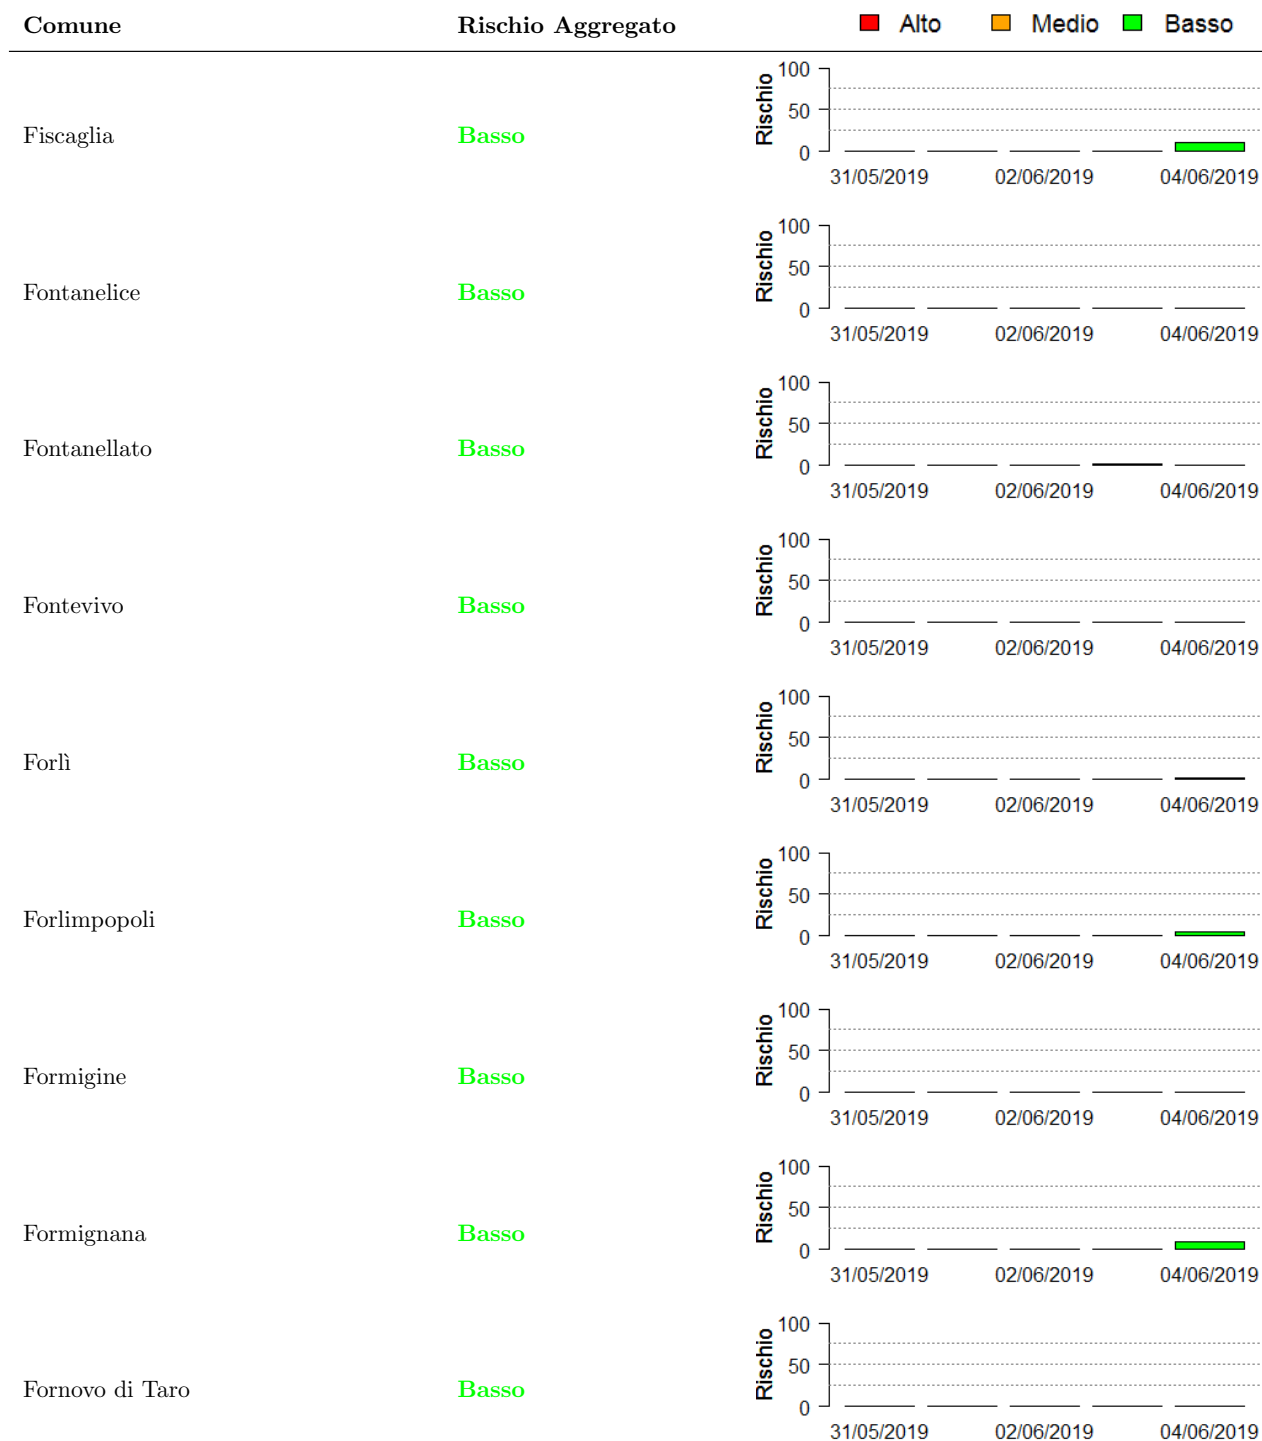 Comune Rischio Aggregato Alto Medio Basso
Fiscaglia Basso
Rischio
100
50
0
31/05/2019 02/06/2019 04/06/2019
Fontanelice Basso
Rischio
100
50
0
31/05/2019 02/06/2019 04/06/2019
Fontanellato Basso
Rischio
100
50
0
31/05/2019 02/06/2019 04/06/2019
Fontevivo Basso
Rischio
100
50
0
31/05/2019 02/06/2019 04/06/2019
Forlì Basso
Rischio
100
50
0
31/05/2019 02/06/2019 04/06/2019
Forlimpopoli Basso
Rischio
100
50
0
31/05/2019 02/06/2019 04/06/2019
Formigine Basso
Rischio
100
50
0
31/05/2019 02/06/2019 04/06/2019
Formignana Basso
Rischio
100
50
0
31/05/2019 02/06/2019 04/06/2019
Fornovo di Taro Basso
Rischio
100
50
0
31/05/2019 02/06/2019 04/06/2019